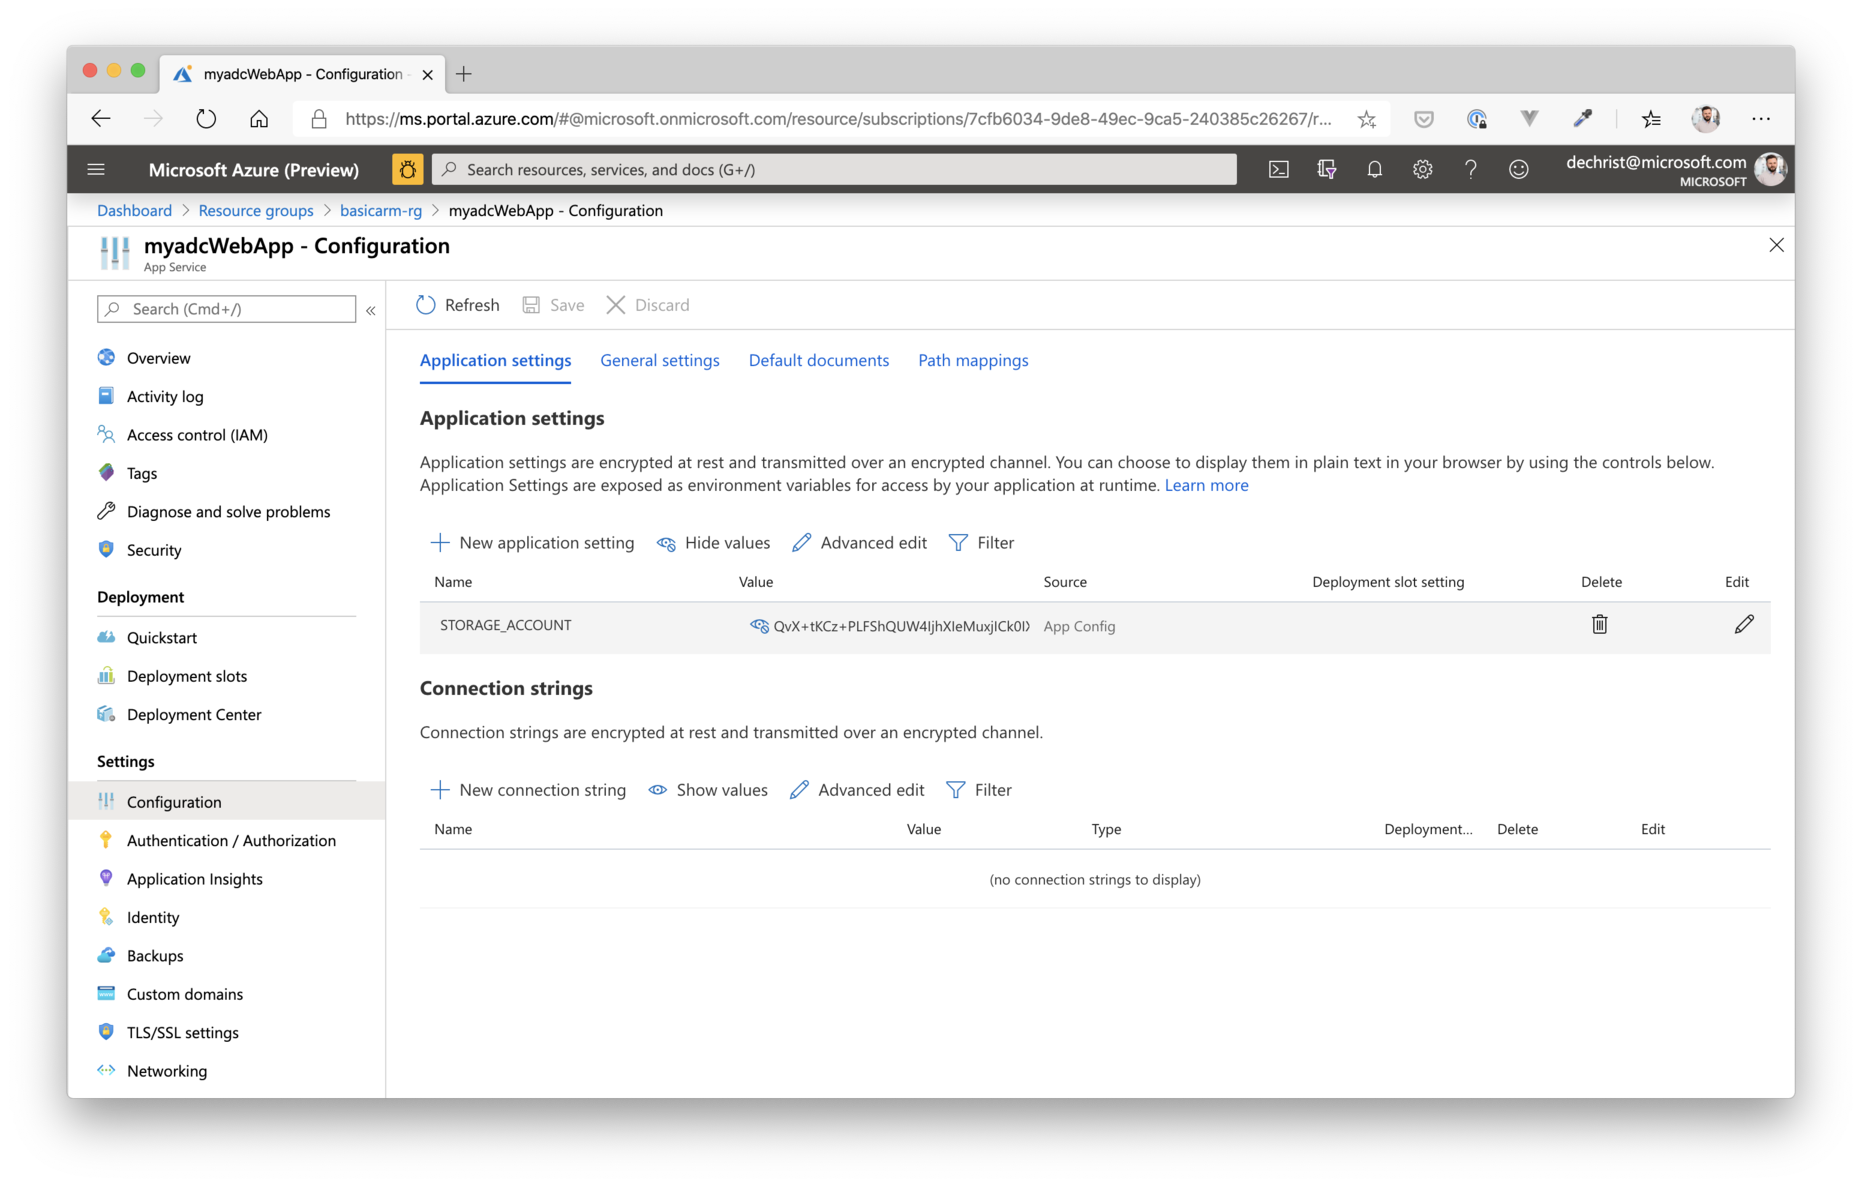 myadcWebApp - Configuration -
https://ms.portal.azure.com/#@microsoft.onmicrosoft.com/resource/subscriptions/7cfb6034-9de8-49ec-9ca5-240385c26267/r...
Microsoft Azure (Preview)
Search resources, services, and docs (G+/)
dechrist@microsoft.com
MICROSOFT
Dashboard > Resource groups > basicarm-rg > myadcWebApp - Configuration
myadcWebApp - Configuration
App Service
Search (Cmd+/)
«
Overview
Activity log
Access control (IAM)
Tags
Diagnose and solve problems
Security
Deployment
Quickstart
Deployment slots
Deployment Center
Settings
Configuration
Authentication / Authorization
Application Insights
Identity
Backups
Custom domains
TLS/SSL settings
Networking
Refresh Save Discard
Application settings General settings Default documents Path mappings
Application settings
Application settings are encrypted at rest and transmitted over an encrypted channel. You can choose to display them in plain text in your browser by using the controls below.
Application Settings are exposed as environment variables for access by your application at runtime. Learn more
New application setting Hide values Advanced edit Filter
Name Value Source Deployment slot setting Delete Edit
STORAGE_ACCOUNT App Config
Connection strings
Connection strings are encrypted at rest and transmitted over an encrypted channel.
New connection string Show values Advanced edit Filter
Name Value Type Deployment... Delete Edit
(no connection strings to display)